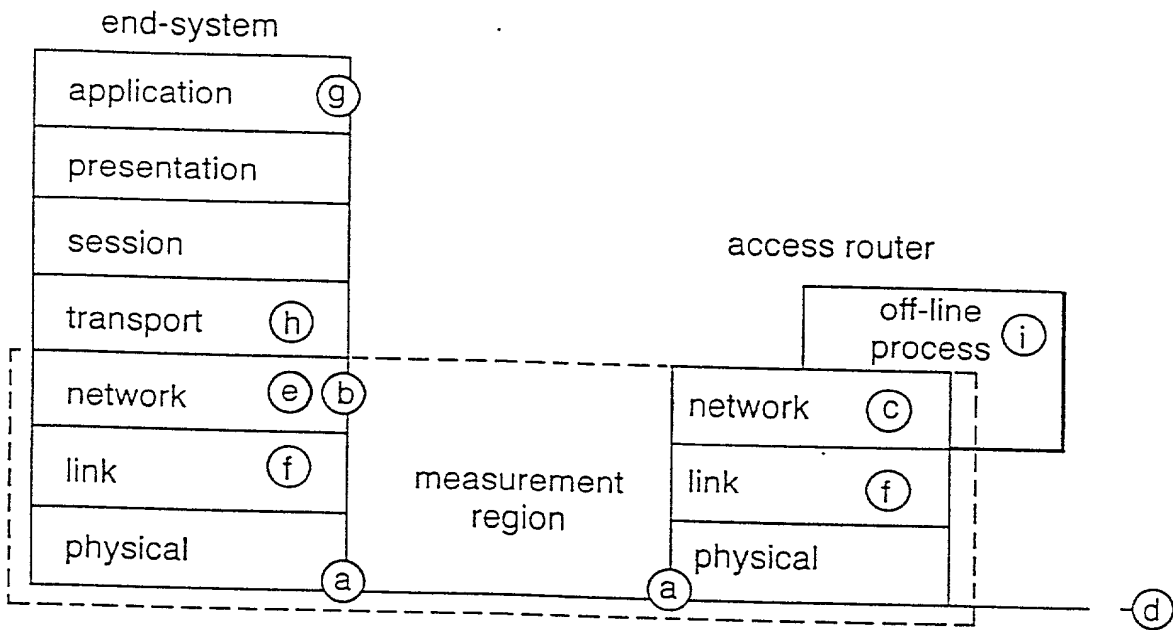 end-system
application g
presentation
session
transport h
network e b
link f
physical
a
measurement
region
access router
off-line
process i
network c
link f
physical
a
d